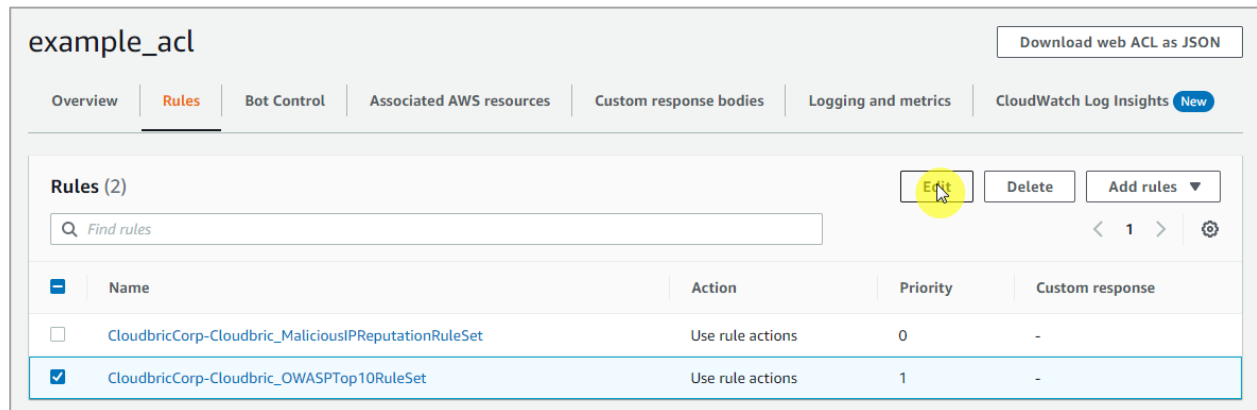 example_acl
Download web ACL as JSON
Overview Rules Bot Control Associated AWS resources Custom response bodies Logging and metrics CloudWatch Log Insights New
Rules (2)
Edit Delete Add rules
Find rules
1
Name Action Priority Custom response
CloudbricCorp-Cloudbric_MaliciousIPReputationRuleSet Use rule actions 0 -
CloudbricCorp-Cloudbric_OWASPTop10RuleSet Use rule actions 1 -